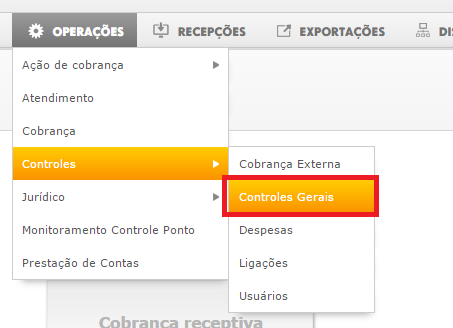 OPERAÇÕES RECEPÇÕES EXPORTAÇÕES
Ação de cobrança
Atendimento
Cobrança
Controles
Jurídico
Monitoramento Controle Ponto
Prestação de Contas
Cobrança Externa
Controles Gerais
Despesas
Ligações
Usuários
Cobrança receptiva